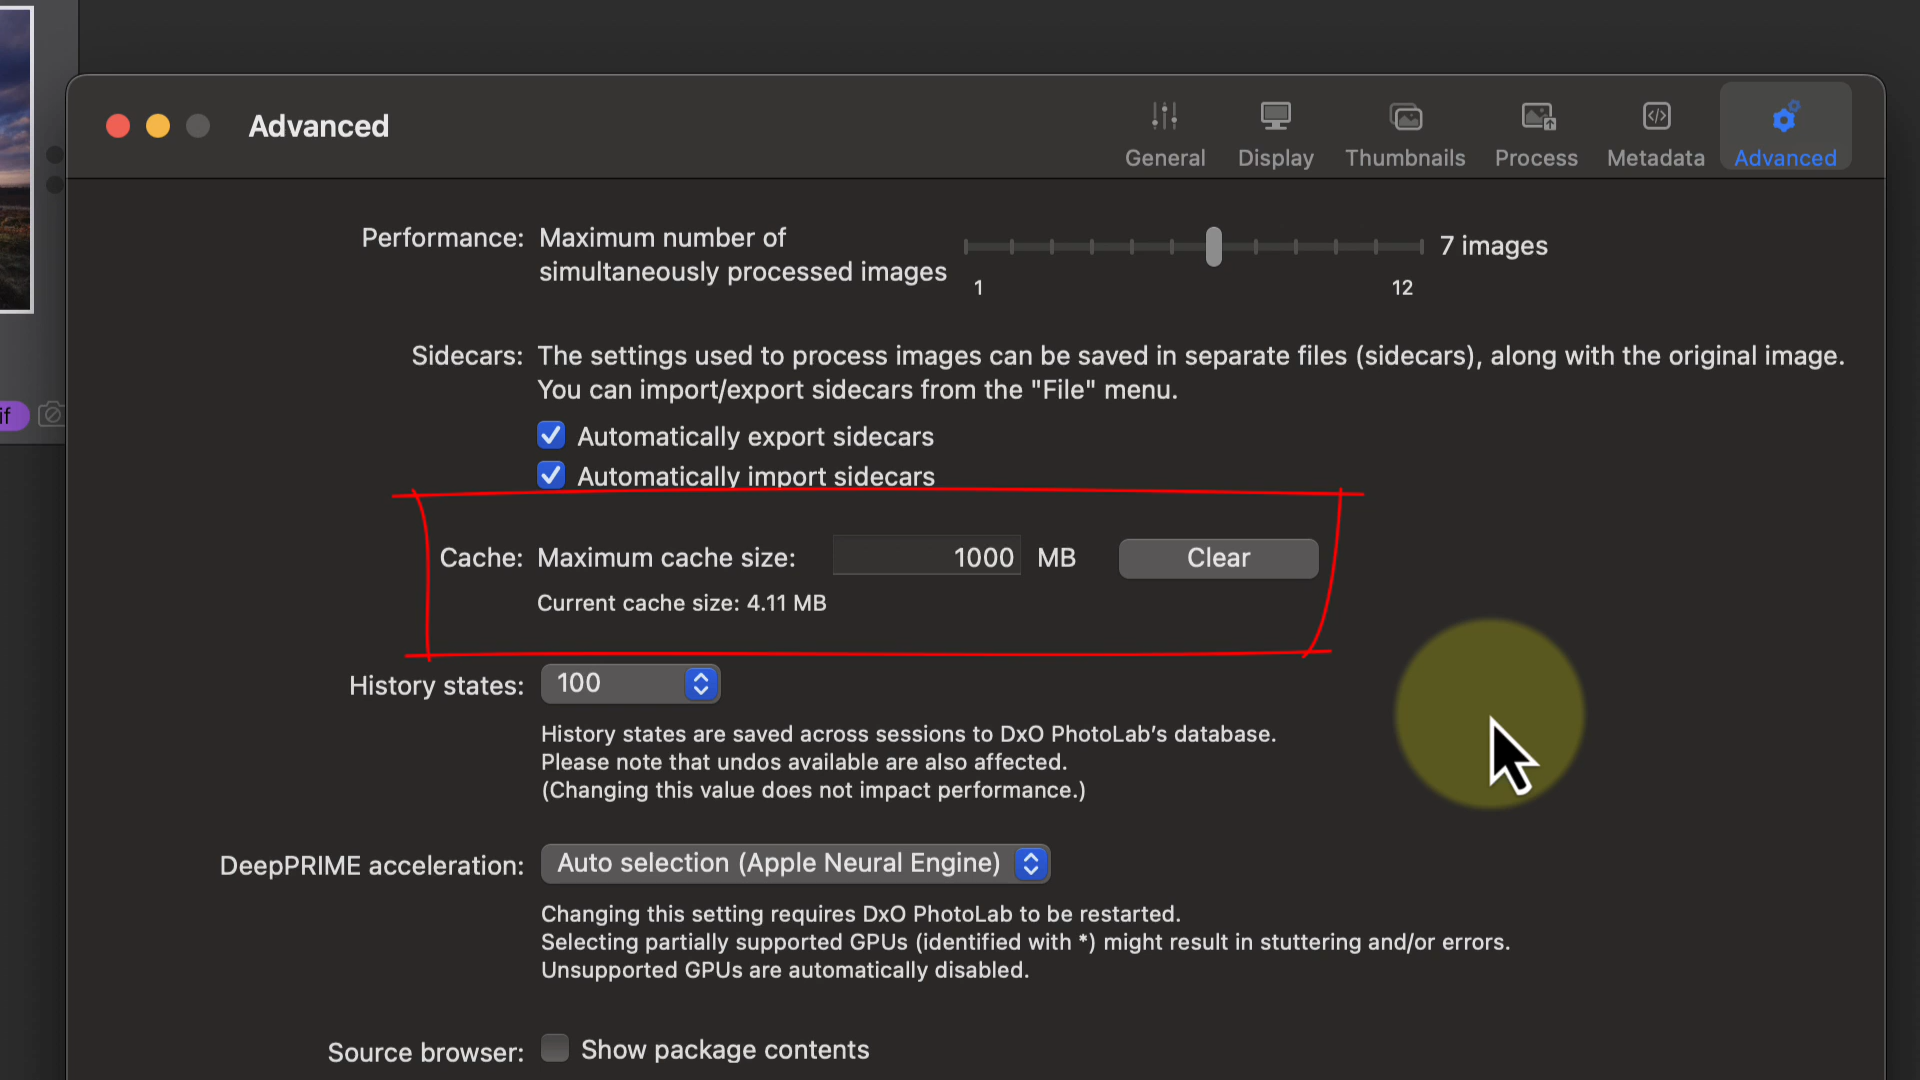 Advanced
General
Display
Thumbnails
Process
Metadata
Advanced
Performance: Maximum number of
simultaneously processed images
7 images
1
12
Sidecars: The settings used to process images can be saved in separate files (sidecars), along with the original image.
You can import/export sidecars from the "File" menu.
Automatically export sidecars
Automatically import sidecars
Cache: Maximum cache size: 1000 MB Clear
Current cache size: 4.11 MB
History states: 100
History states are saved across sessions to DxO PhotoLab’s database.
Please note that undos available are also affected.
(Changing this value does not impact performance.)
DeepPRIME acceleration: Auto selection (Apple Neural Engine)
Changing this setting requires DxO PhotoLab to be restarted.
Selecting partially supported GPUs (identified with *) might result in stuttering and/or errors.
Unsupported GPUs are automatically disabled.
Source browser: Show package contents